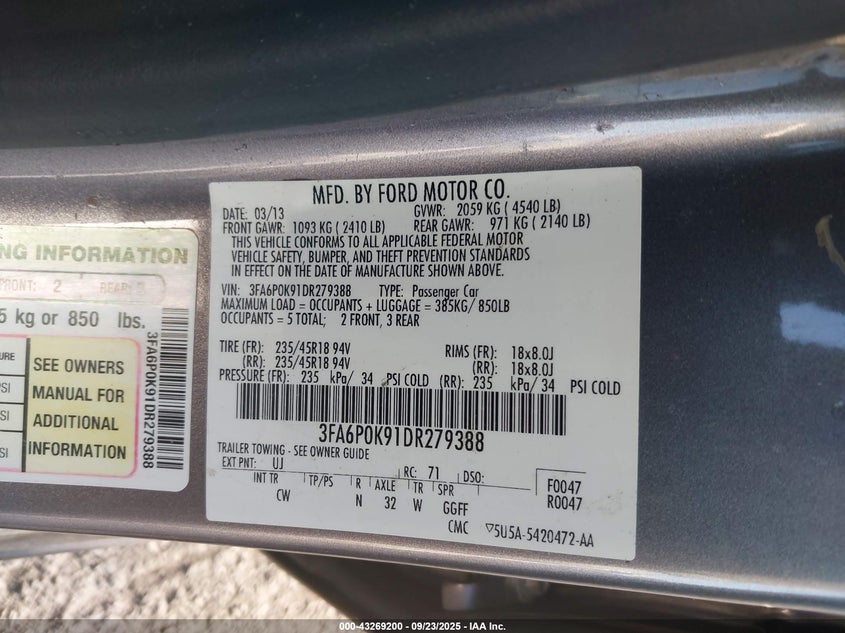 MFD. BY FORD MOTOR CO.
DATE: 03/13 GVWR: 2059 KG ( 4540 LB)
FRONT GAWR: 1093 KG ( 2410 LB) REAR GAWR: 971 KG ( 2140 LB)
THIS VEHICLE CONFORMS TO ALL APPLICABLE FEDERAL MOTOR
VEHICLE SAFETY, BUMPER, AND THEFT PREVENTION STANDARDS
IN EFFECT ON THE DATE OF MANUFACTURE SHOWN ABOVE.
VIN: 3FA6P0K91DR279388 TYPE: Passenger Car
MAXIMUM LOAD = OCCUPANTS + LUGGAGE = 385KG/ 850LB
OCCUPANTS = 5 TOTAL; 2 FRONT, 3 REAR
TIRE (FR): 235/45R18 94V RIMS (FR): 18x8.0J
(RR): 235/45R18 94V (RR): 18x8.0J
PRESSURE (FR): 235 kPa/ 34 PSI COLD (RR): 235 kPa/ 34 PSI COLD
3FA6P0K91DR279388
TRAILER TOWING - SEE OWNER GUIDE
EXT PNT: UJ RC: 71 DSO:
F0047
R0047
INT TR TP/PS R AXLE TR SPR
CW N 32 W GGFF
CMC ▽5U5A-5420472-AA
NG INFORMATION
FRONT: 2 REAR: 3
5 kg or 850 lbs.
URE
PSI
SI
SI
SEE OWNERS
MANUAL FOR
ADDITIONAL
INFORMATION
3FA6P0K91DR279388
000-43269200 - 09/23/2025 - IAA Inc.